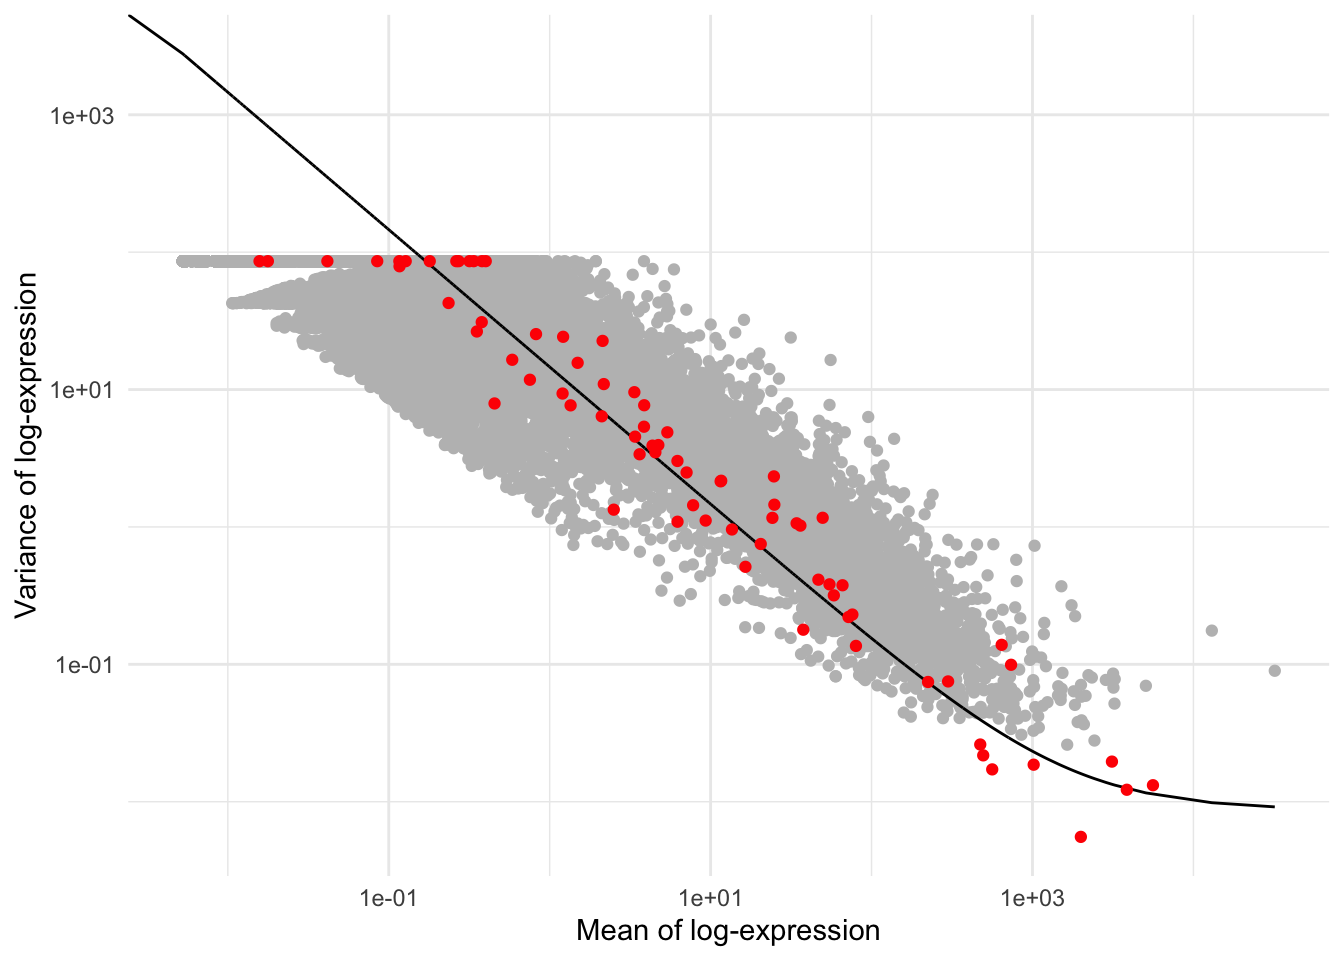 1e+03
1e+01
1e-01
Variance of log-expression
1e-01
1e+01
1e+03
Mean of log-expression